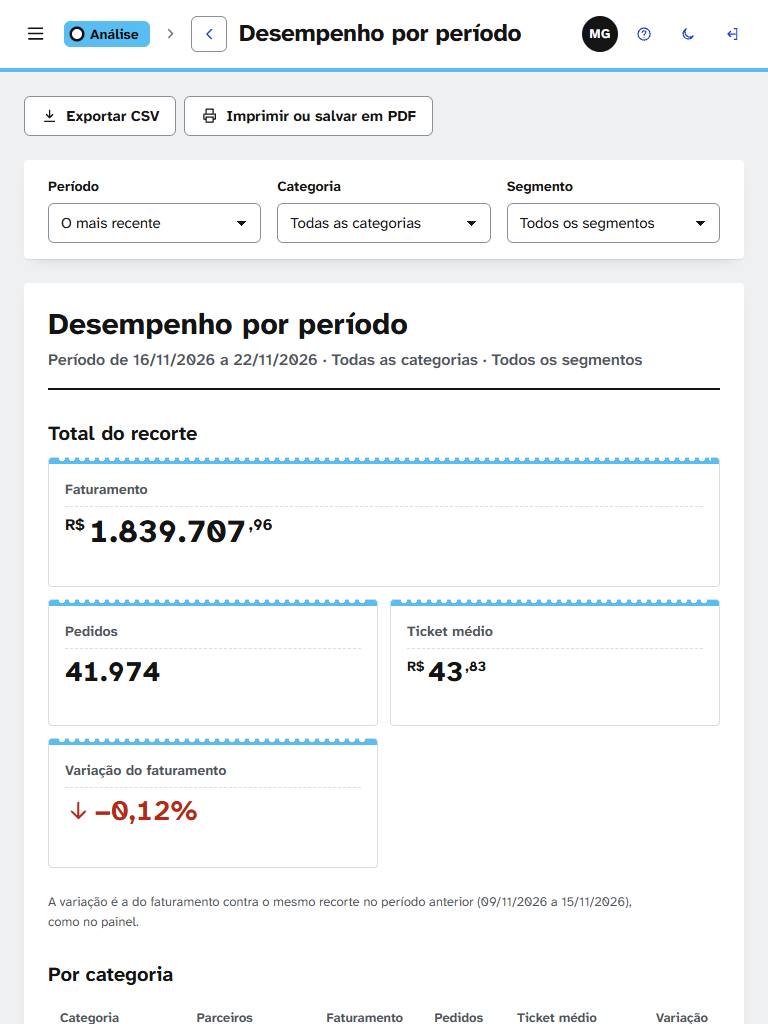 Análise
Desempenho por período
MG
Exportar CSV
Imprimir ou salvar em PDF
Período
Categoria
Segmento
O mais recente
Todas as categorias
Todos os segmentos
Desempenho por período
Período de 16/11/2026 a 22/11/2026 · Todas as categorias · Todos os segmentos
Total do recorte
Faturamento
R$ 1.839.707,96
Pedidos
41.974
Ticket médio
R$ 43,83
Variação do faturamento
↓ −0,12%
A variação é a do faturamento contra o mesmo recorte no período anterior (09/11/2026 a 15/11/2026),
como no painel.
Por categoria
Categoria Parceiros Faturamento Pedidos Ticket médio Variação